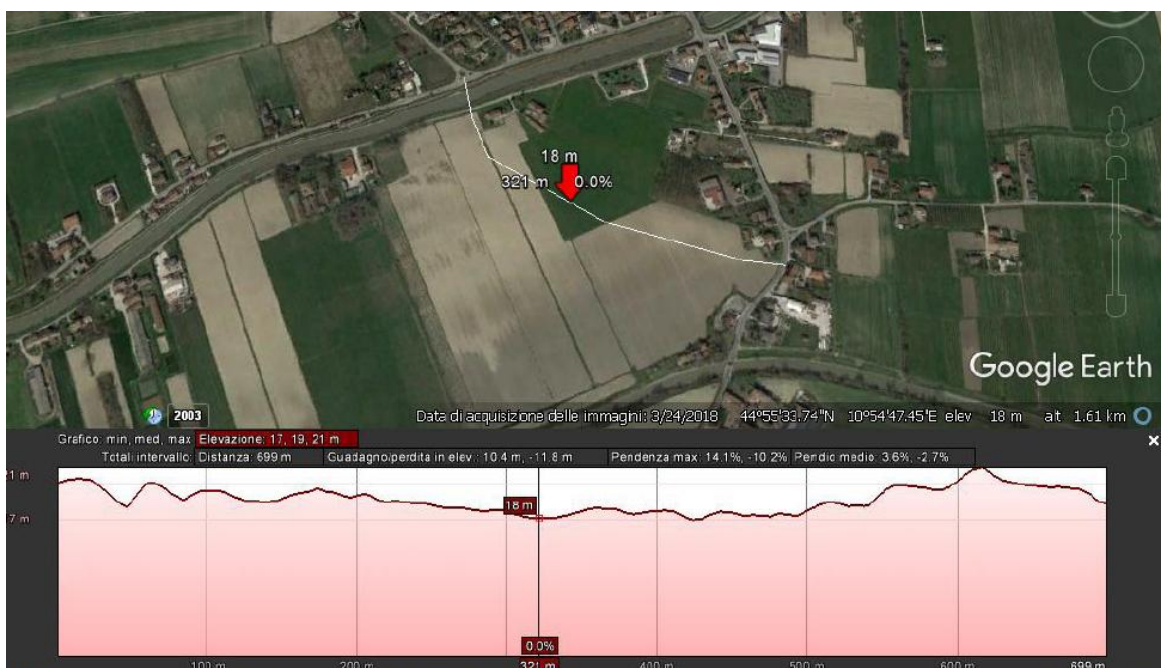 18 m
321 m 0.0%
Google Earth
2003
Data di acquisizione delle immagini: 3/24/2018 44°55'33.74"N 10°54'47.45"E elev 18 m alt 1.61 km
Grafico: min, med, max Elevazione: 17, 19, 21 m
Totali intervallo: Distanza: 699 m Guadagno/perdita in elev.: 10.4 m, -11.8 m Pendenza max: 14.1%, -10.2% Pendio medio: 3.6%, -2.7%
21 m
18 m
7 m
0.0%
100 m 200 m 321 m 400 m 500 m 600 m 699 m